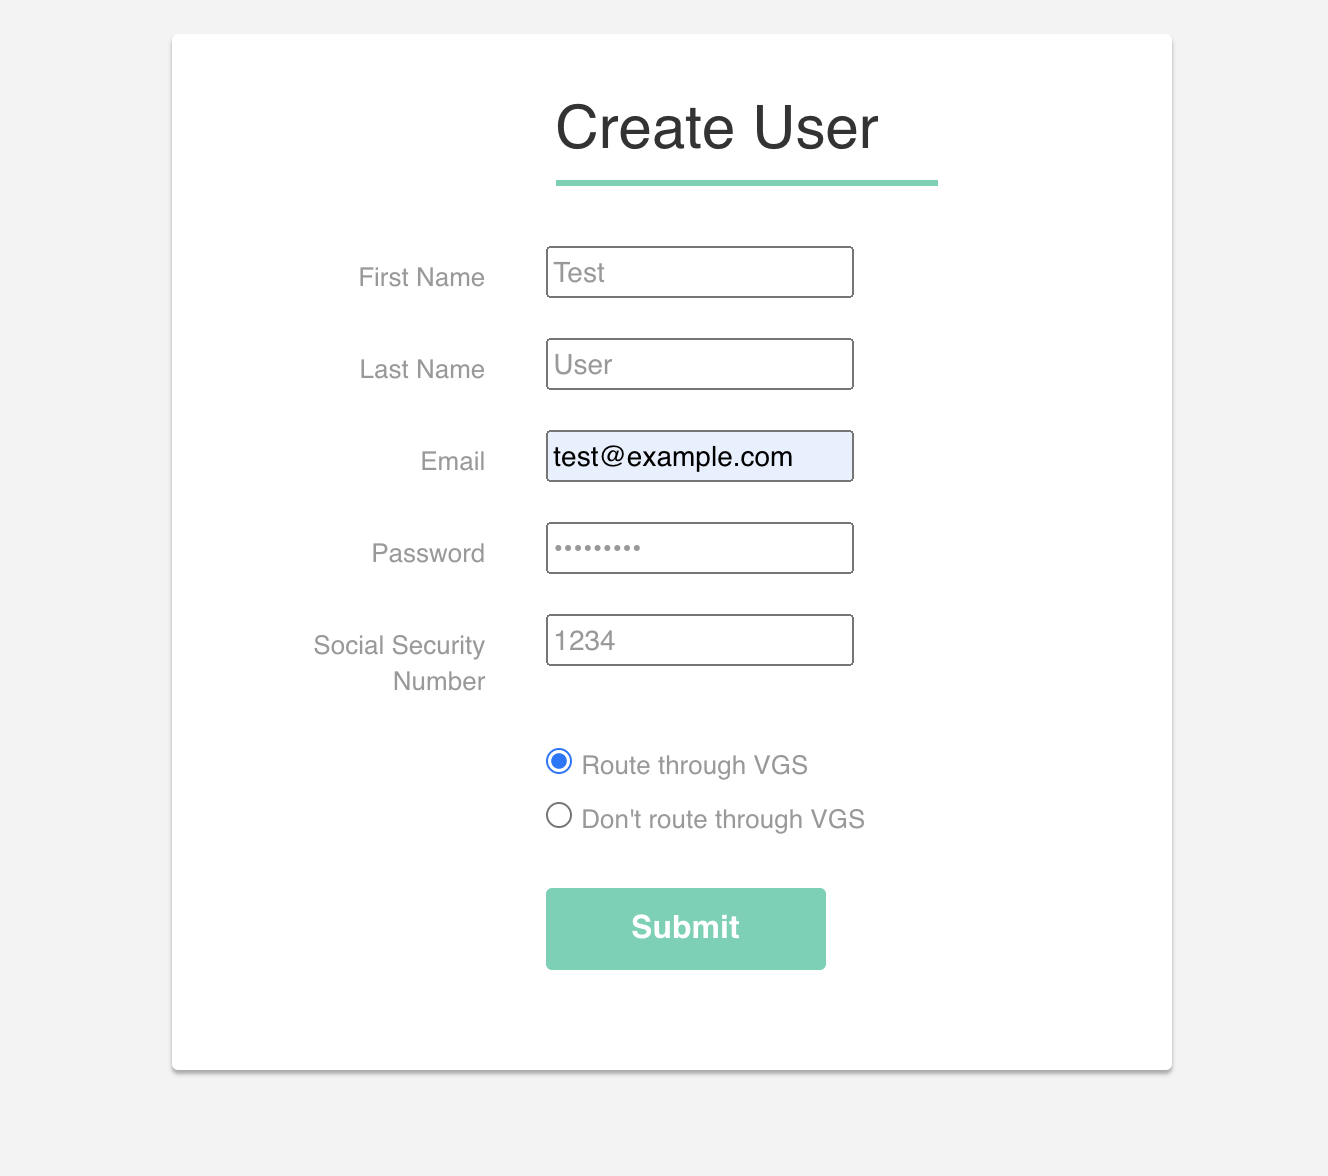 Create User
First Name
Test
Last Name
User
Email
test@example.com
Password
•••••••••
Social Security
Number
1234
Route through VGS
Don't route through VGS
Submit